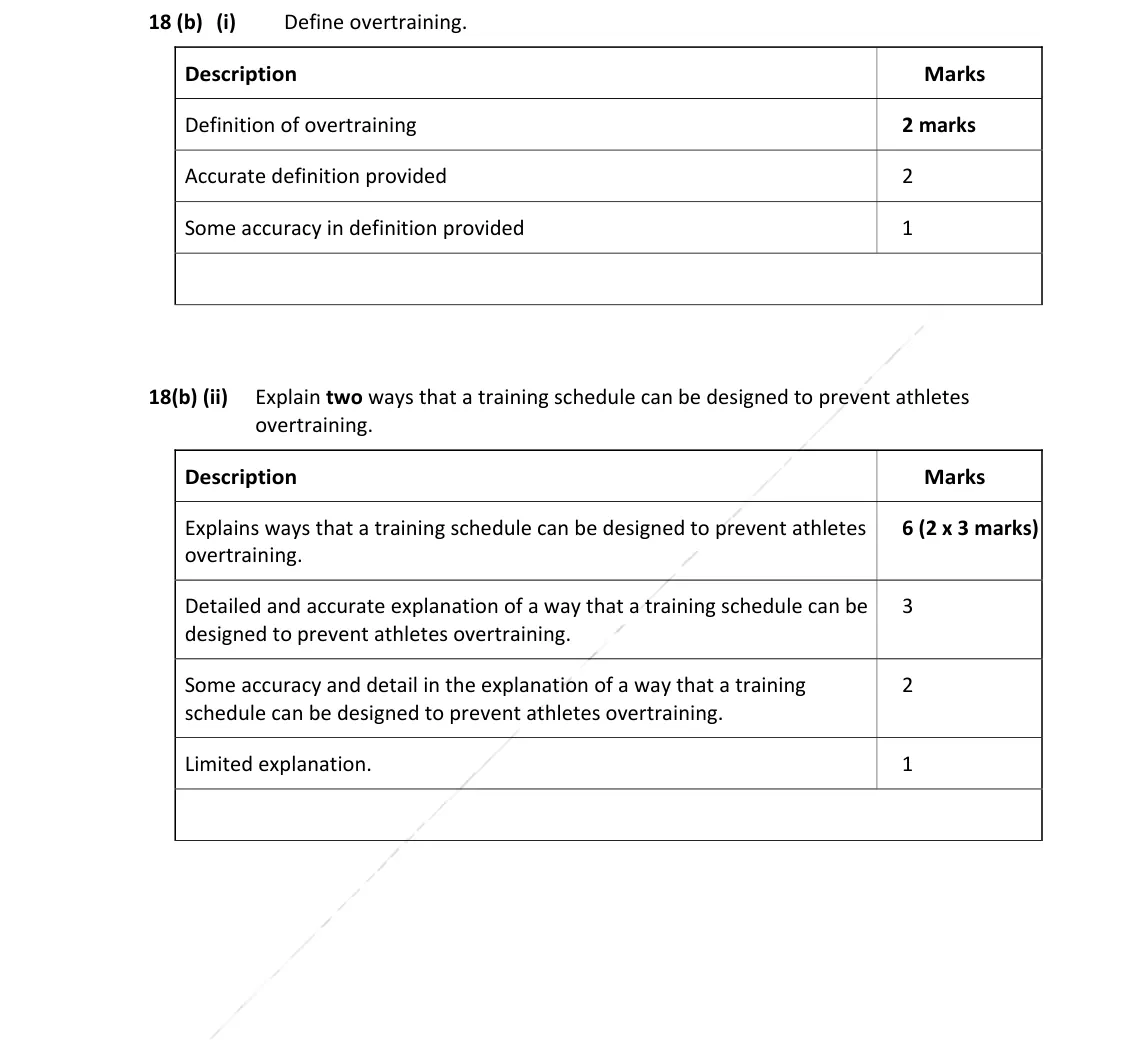 18 (b) (i) Define overtraining.
Description Marks
Definition of overtraining 2 marks
Accurate definition provided 2
Some accuracy in definition provided 1
18(b) (ii) Explain two ways that a training schedule can be designed to prevent athletes
overtraining.
Description Marks
Explains ways that a training schedule can be designed to prevent athletes 6 (2 x 3 marks)
overtraining.
Detailed and accurate explanation of a way that a training schedule can be 3
designed to prevent athletes overtraining.
Some accuracy and detail in the explanation of a way that a training 2
schedule can be designed to prevent athletes overtraining.
Limited explanation. 1